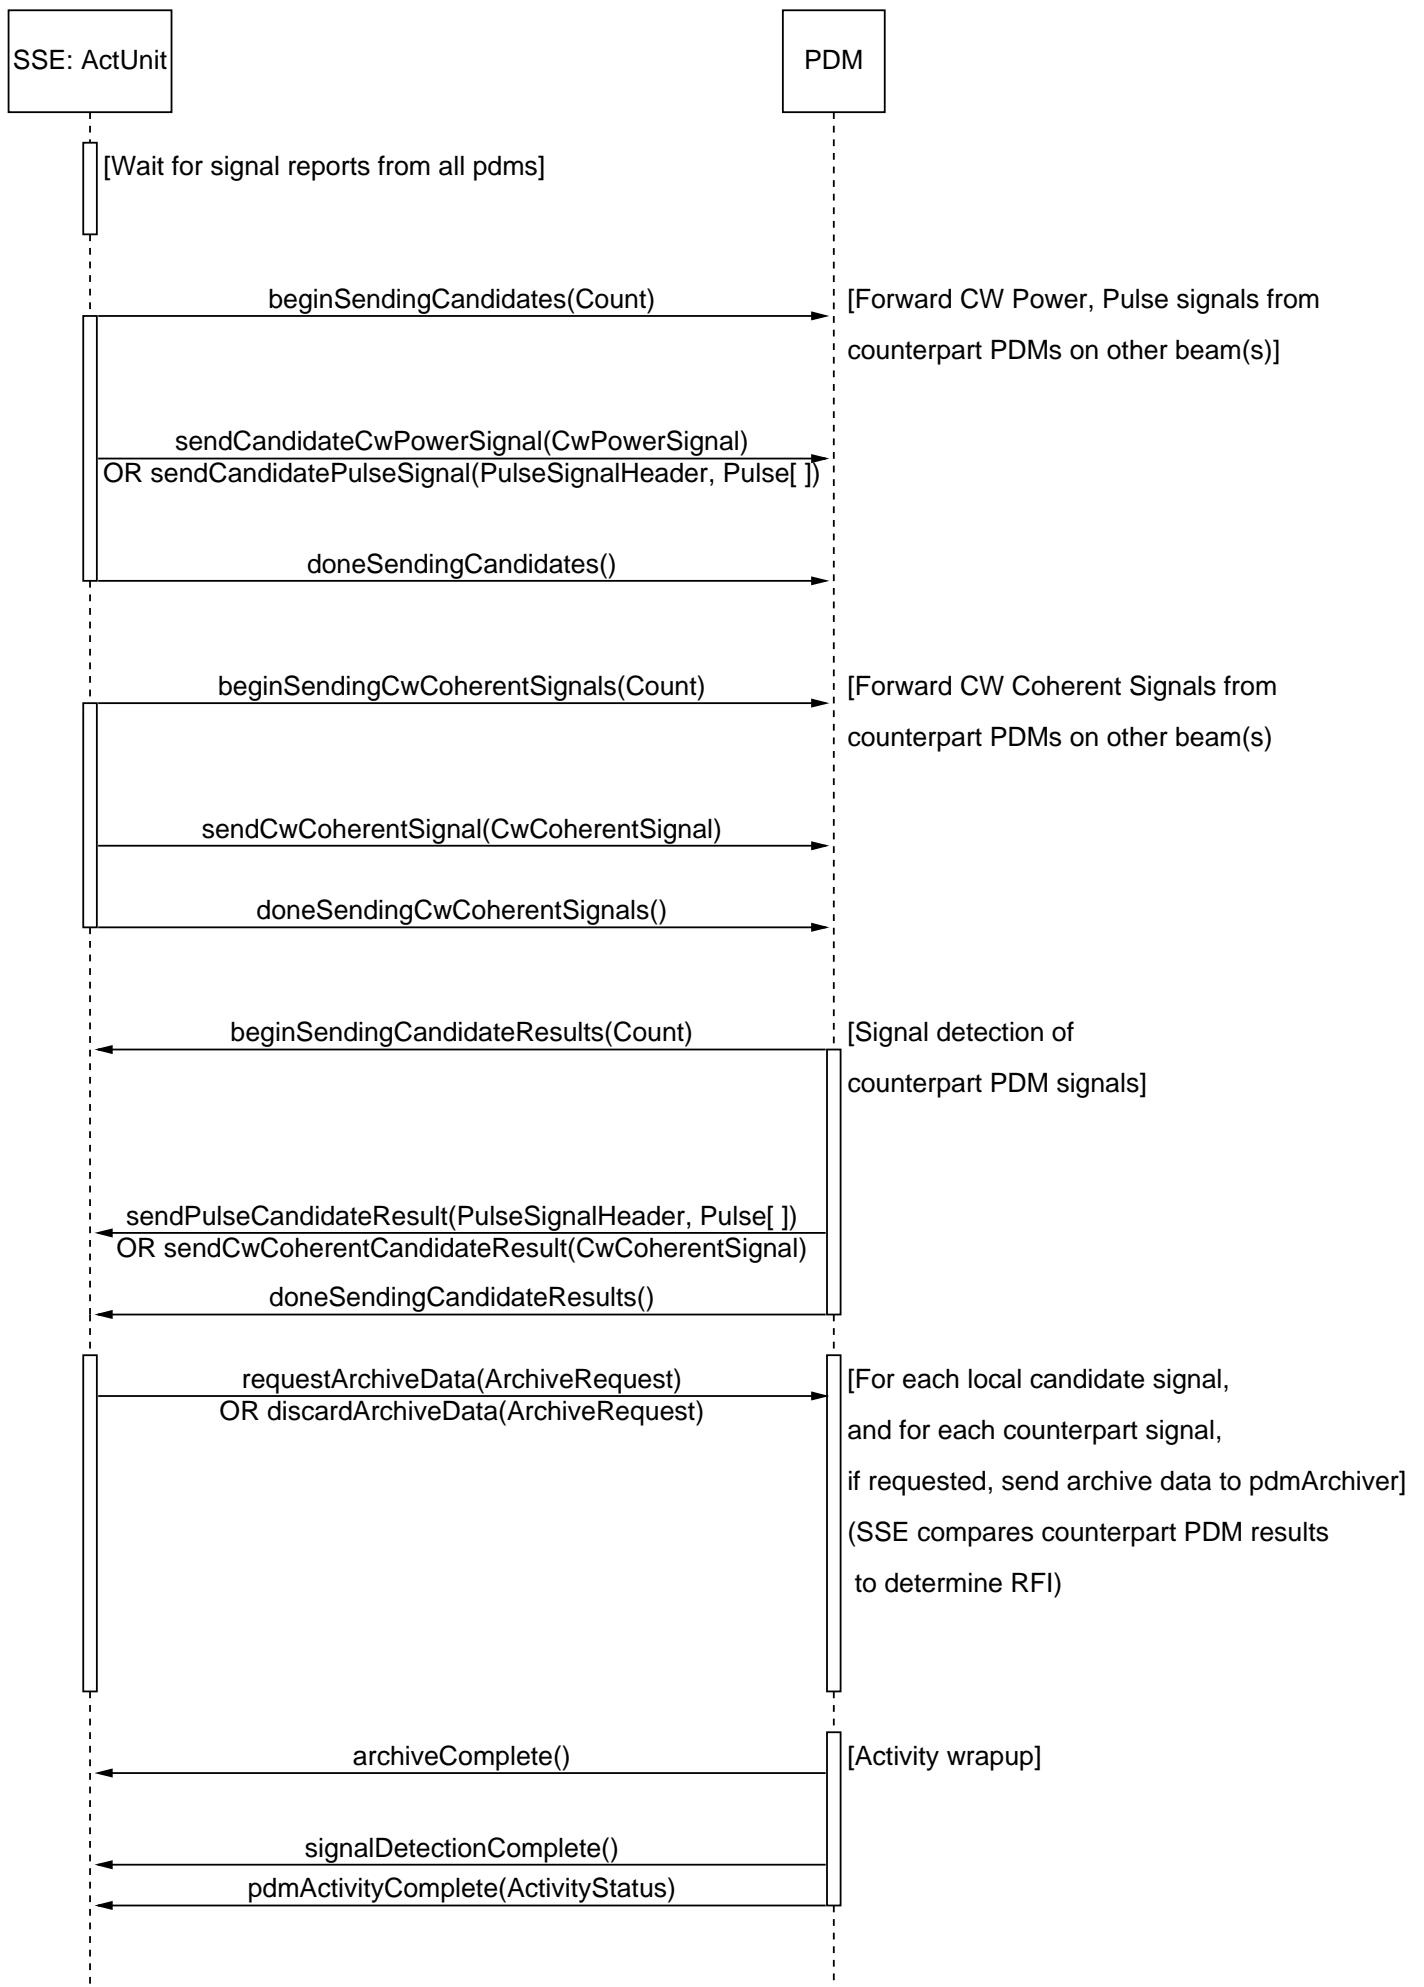 SSE: ActUnit
PDM
[Wait for signal reports from all pdms]
beginSendingCandidates(Count)
[Forward CW Power, Pulse signals from
counterpart PDMs on other beam(s)]
sendCandidateCwPowerSignal(CwPowerSignal)
OR sendCandidatePulseSignal(PulseSignalHeader, Pulse[ ])
doneSendingCandidates()
beginSendingCwCoherentSignals(Count)
[Forward CW Coherent Signals from
counterpart PDMs on other beam(s)
sendCwCoherentSignal(CwCoherentSignal)
doneSendingCwCoherentSignals()
beginSendingCandidateResults(Count)
[Signal detection of
counterpart PDM signals]
sendPulseCandidateResult(PulseSignalHeader, Pulse[ ])
OR sendCwCoherentCandidateResult(CwCoherentSignal)
doneSendingCandidateResults()
requestArchiveData(ArchiveRequest)
OR discardArchiveData(ArchiveRequest)
[For each local candidate signal,
and for each counterpart signal,
if requested, send archive data to pdmArchiver]
(SSE compares counterpart PDM results
to determine RFI)
archiveComplete()
[Activity wrapup]
signalDetectionComplete()
pdmActivityComplete(ActivityStatus)